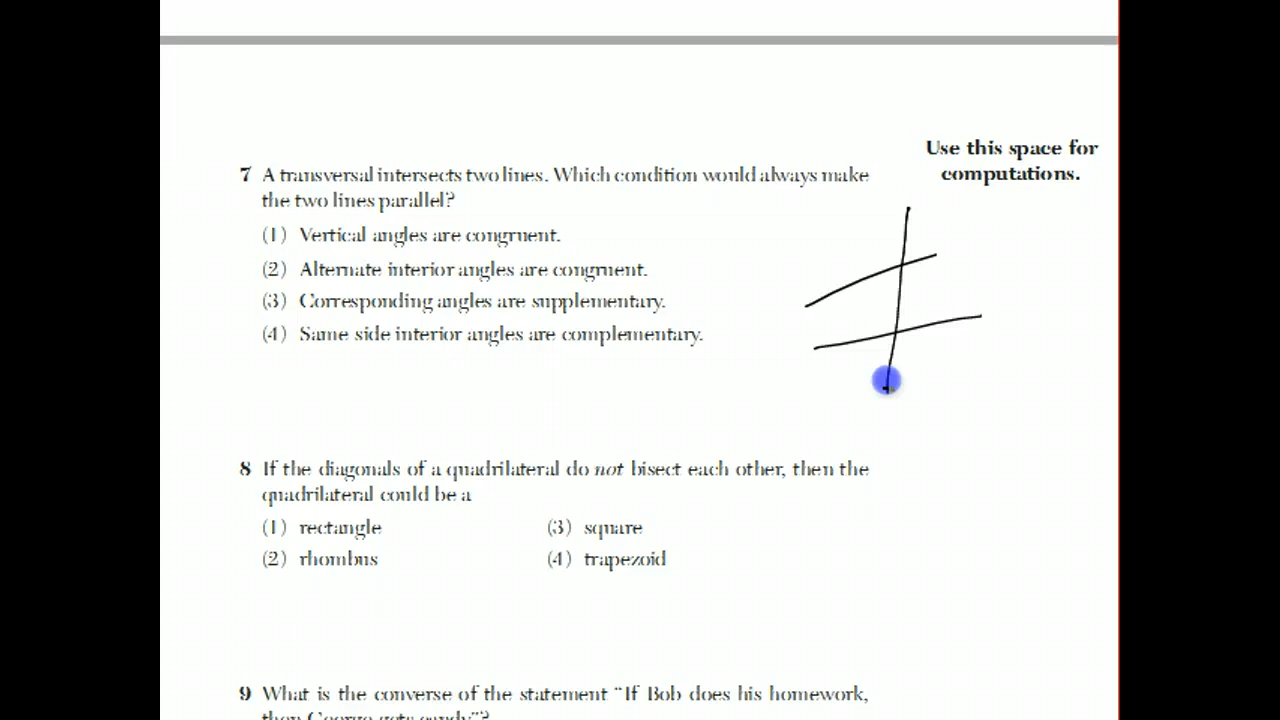 Use this space for
computations.
7 A transversal intersects two lines. Which condition would always make
the two lines parallel?
(1) Vertical angles are congruent.
(2) Alternate interior angles are congruent.
(3) Corresponding angles are supplementary.
(4) Same side interior angles are complementary.
8 If the diagonals of a quadrilateral do not bisect each other, then the
quadrilateral could be a
(1) rectangle (3) square
(2) rhombus (4) trapezoid
9 What is the converse of the statement “If Bob does his homework,
then George gets candy”?